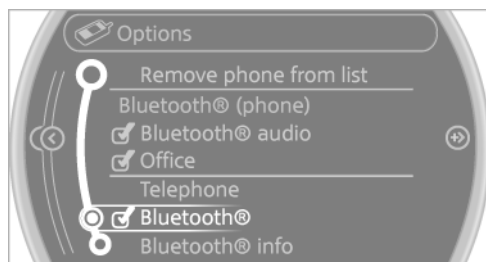 Options
Remove phone from list
Bluetooth® (phone)
Bluetooth® audio
Office
Telephone
Bluetooth®
Bluetooth® info